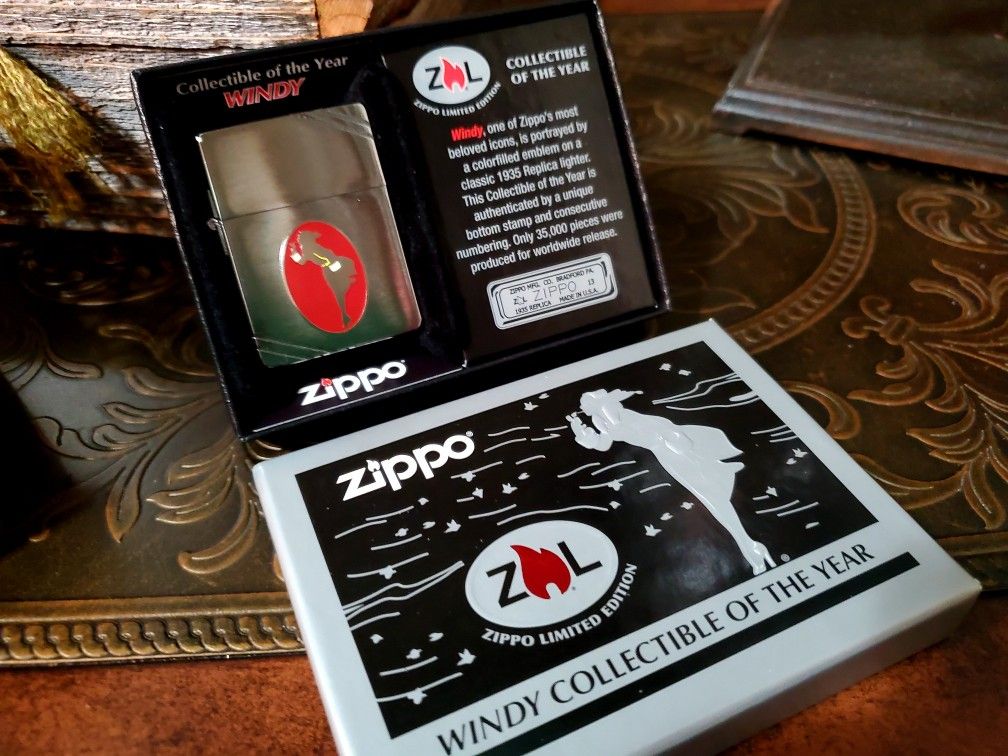 Collectible of the Year
WINDY
zippo®
ZL
ZIPPO LIMITED EDITION
COLLECTIBLE
OF THE YEAR
Windy, one of Zippo's most
beloved icons, is portrayed by
a colorfilled emblem on a
classic 1935 Replica lighter.
This Collectible of the Year is
authenticated by a unique
bottom stamp and consecutive
numbering. Only 35,000 pieces were
produced for worldwide release.
ZIPPO MFG. CO. BRADFORD PA.
ZL ZIPPO 13
1935 REPLICA MADE IN U.S.A.
zippo®
ZL
ZIPPO LIMITED EDITION
®
WINDY COLLECTIBLE OF THE YEAR